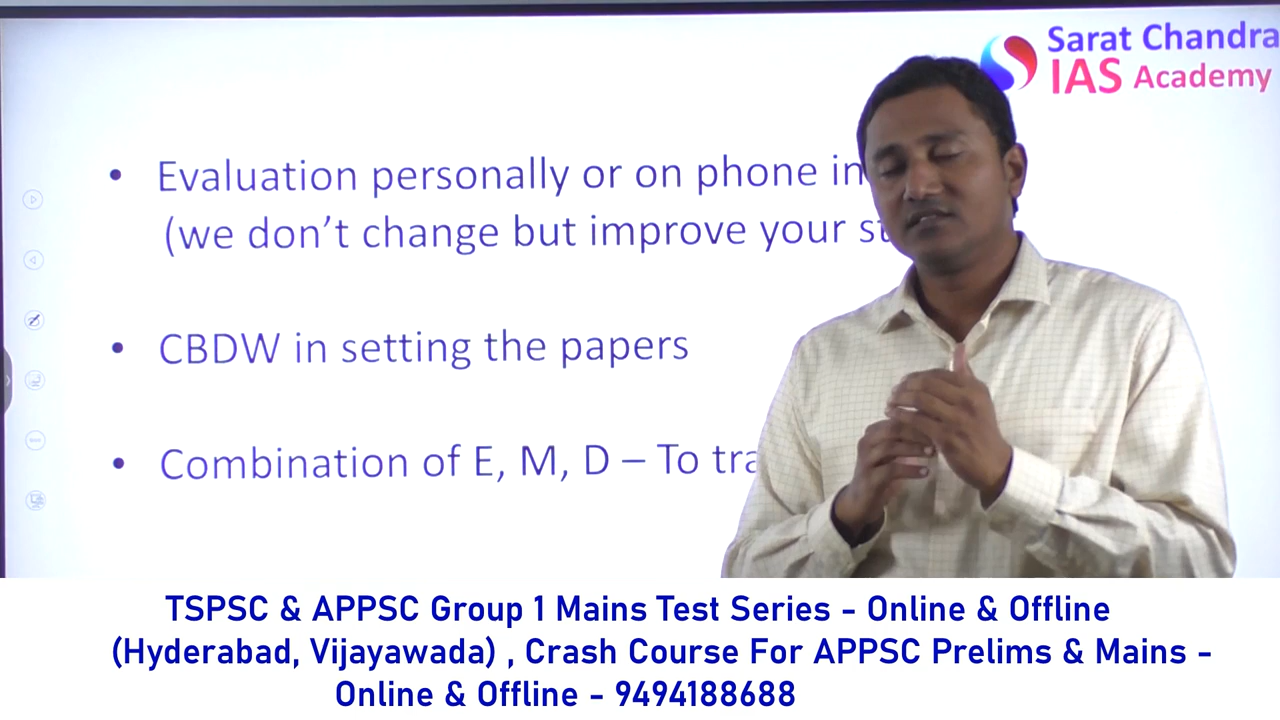 Sarat Chandra
IAS Academy
• Evaluation personally or on phone in
(we don't change but improve your
• CBDW in setting the papers
• Combination of E, M, D – To
TSPSC & APPSC Group 1 Mains Test Series - Online & Offline
(Hyderabad, Vijayawada) , Crash Course For APPSC Prelims & Mains -
Online & Offline - 9494188688